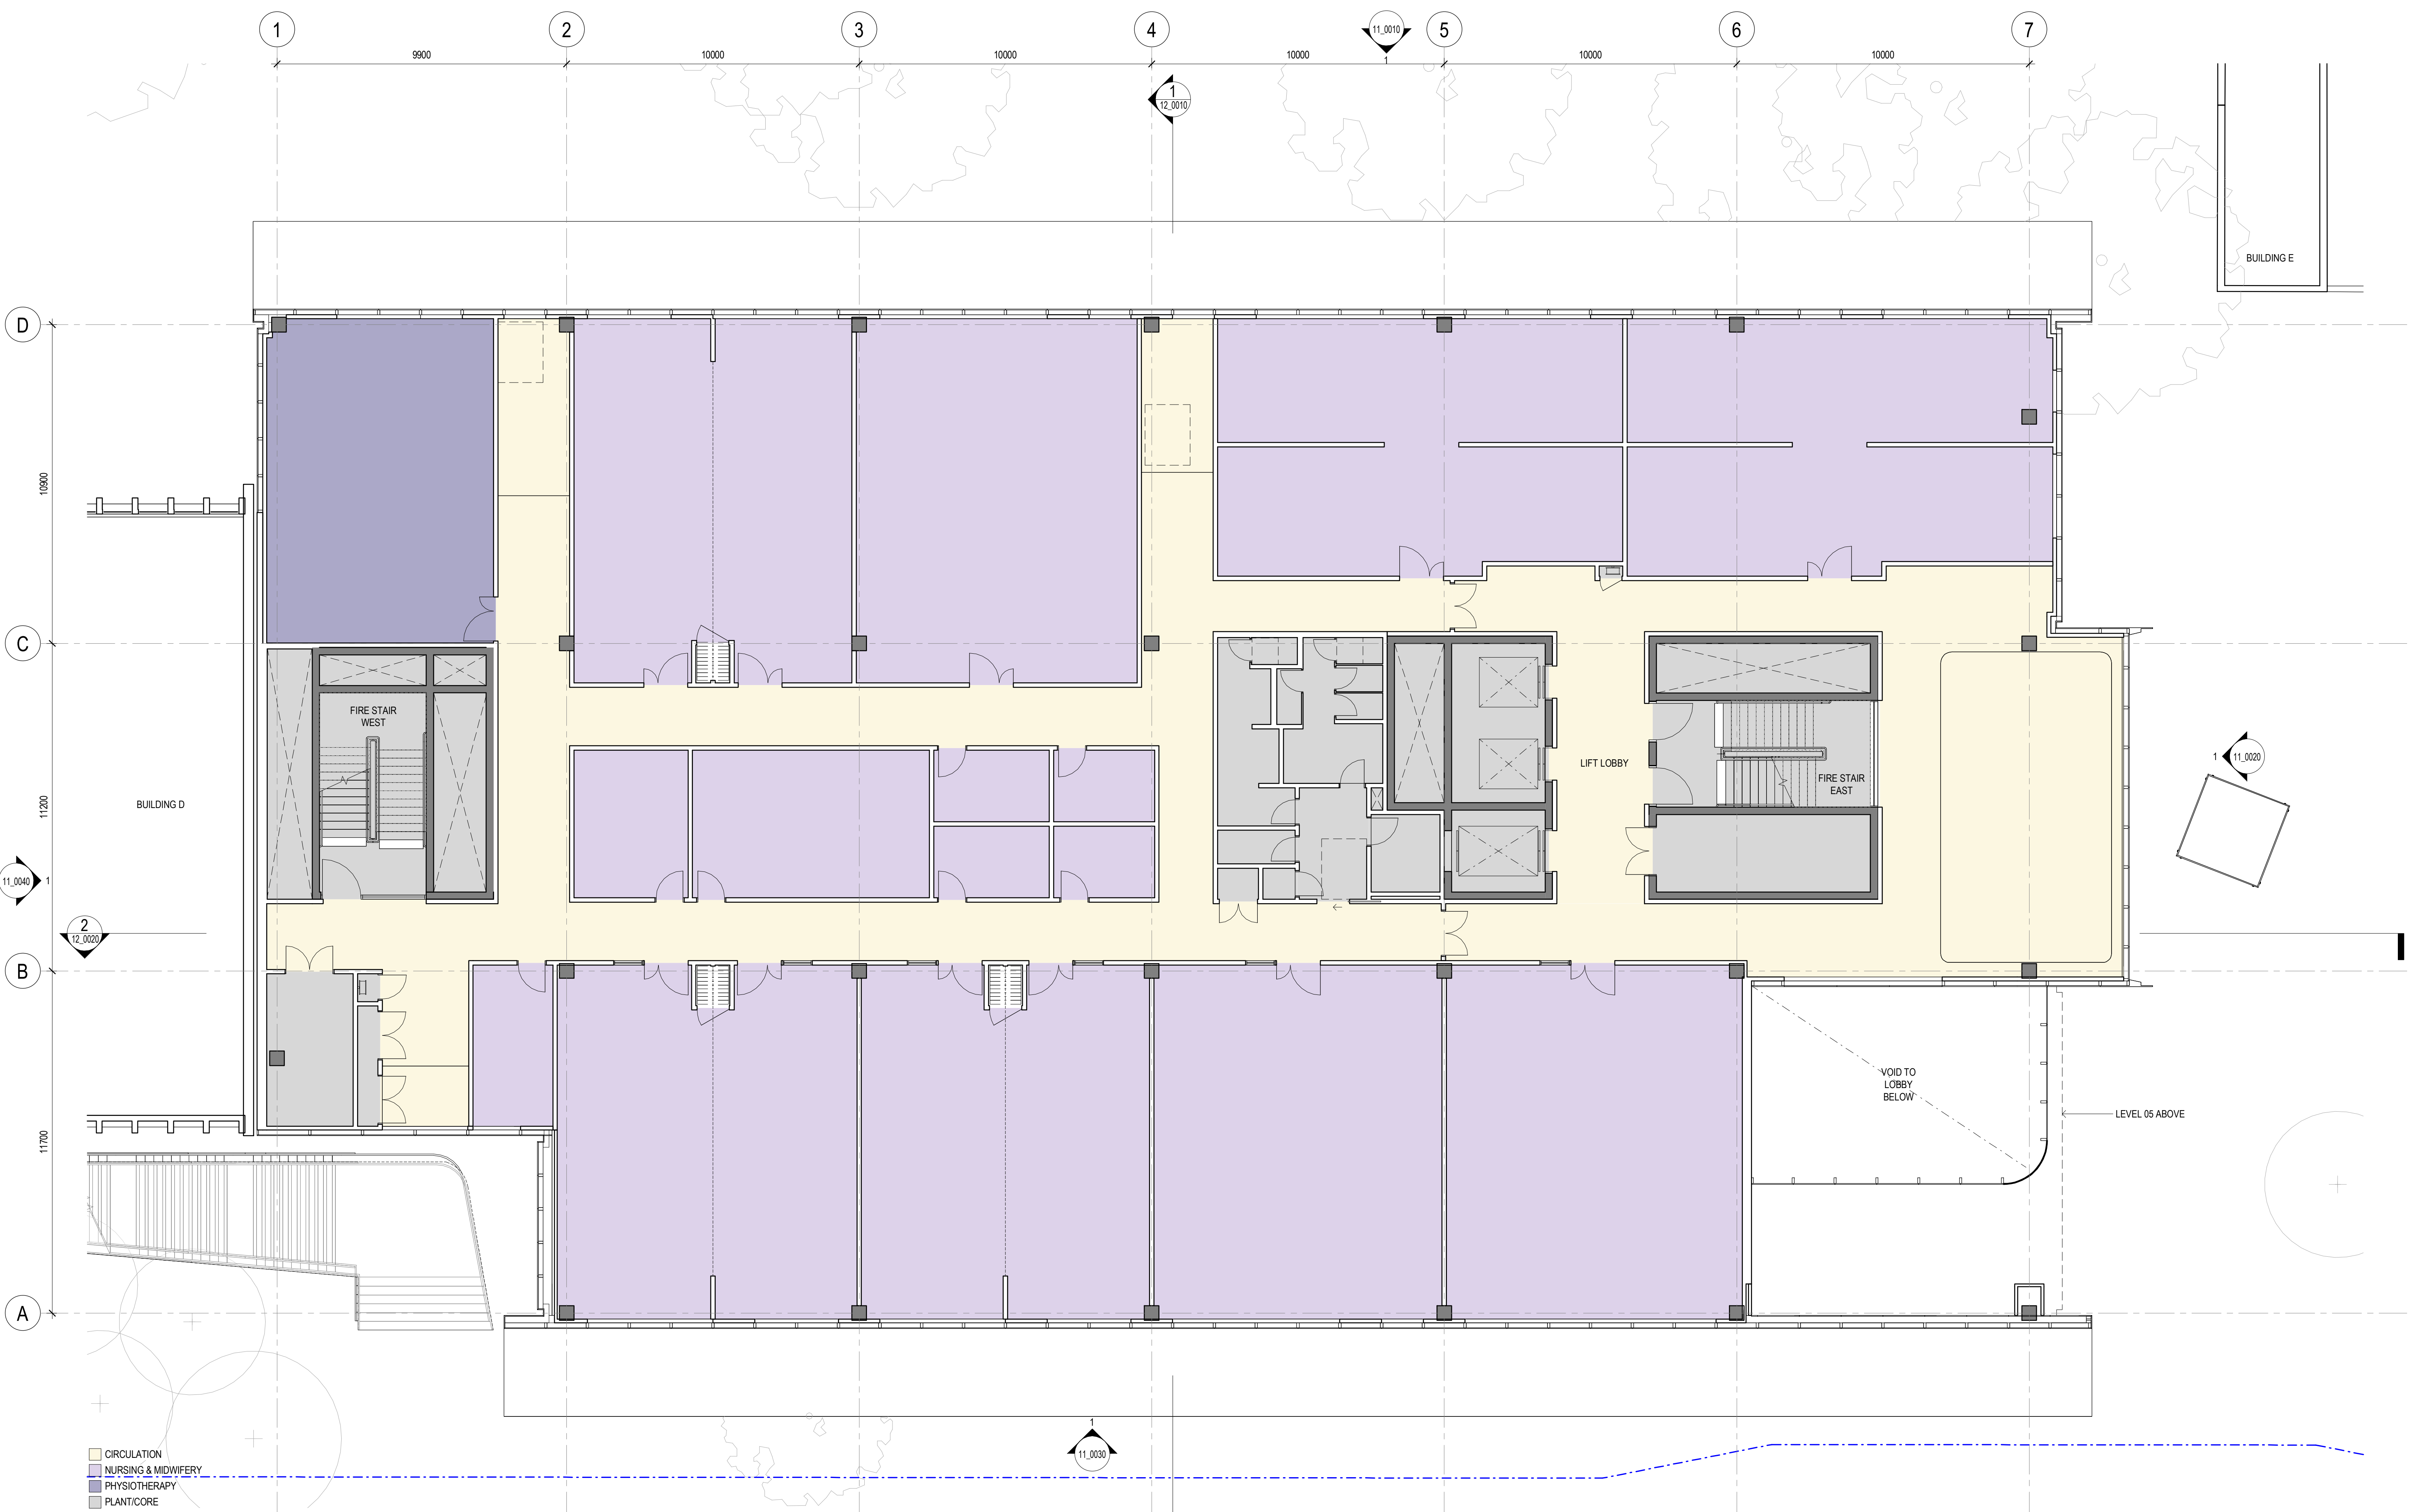 1 2 3 4 5 6 7
11_0010
1
9900 10000 10000 10000 10000 10000
1
12_0010
BUILDING E
D
10900
C
FIRE STAIR
WEST
LIFT LOBBY
FIRE STAIR
EAST
1 11_0020
BUILDING D
11200
11_0040 1
2
12_0020
B
VOID TO
LOBBY
BELOW
LEVEL 05 ABOVE
11700
A
1
11_0030
CIRCULATION
NURSING & MIDWIFERY
PHYSIOTHERAPY
PLANT/CORE